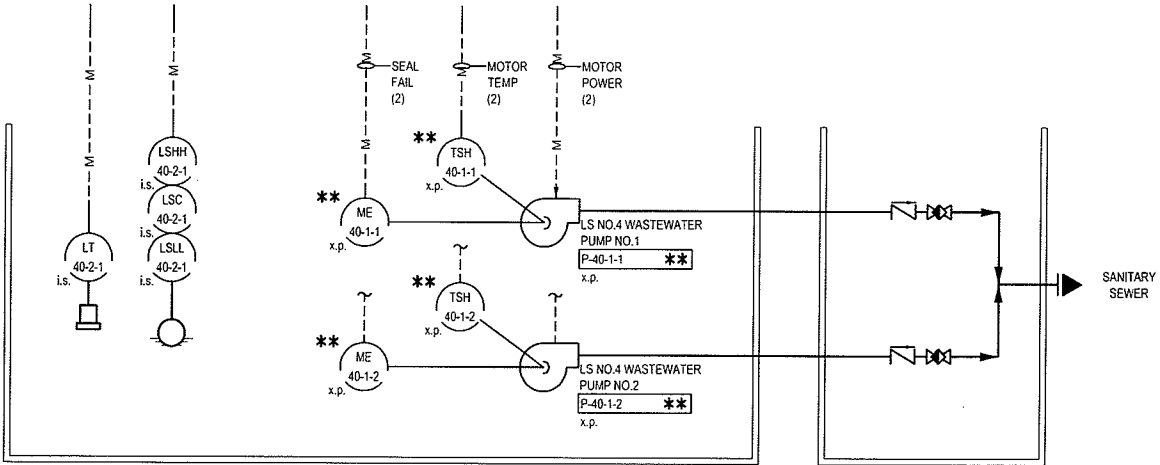 M
M
M
M
M
SEAL
FAIL
(2)
MOTOR
TEMP
(2)
MOTOR
POWER
(2)
M
M
M
LSHH
40-2-1
i.s.
LSC
40-2-1
i.s.
LSLL
40-2-1
i.s.
LT
40-2-1
i.s.
**
TSH
40-1-1
x.p.
**
ME
40-1-1
x.p.
LS NO.4 WASTEWATER
PUMP NO.1
P-40-1-1 **
x.p.
**
TSH
40-1-2
x.p.
**
ME
40-1-2
x.p.
LS NO.4 WASTEWATER
PUMP NO.2
P-40-1-2 **
x.p.
SANITARY
SEWER